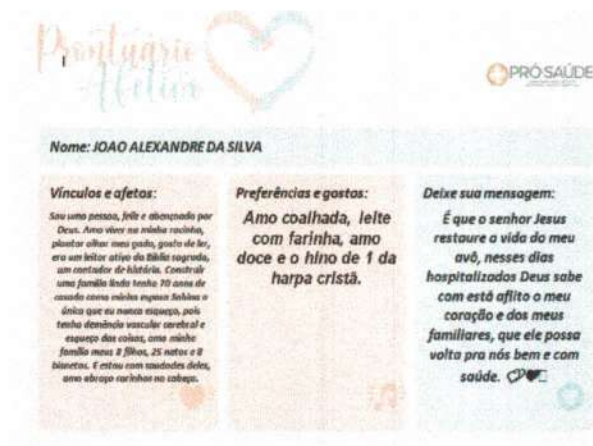 Prontuário
Afetivo
PRÓ-SAÚDE
Nome: JOAO ALEXANDRE DA SILVA
Vínculos e afetos:
Sou uma pessoa, feliz e abençoado por
Deus. Amo viver na minha rocinha,
plantar olhar meu gado, gosto de ler,
era um leitor ativo da Bíblia sagrada,
um contador de história. Construir
uma família linda tenho 70 anos de
casado como minha esposa Sabina a
única que eu nunca esqueço, pois
tenho demência vascular cerebral e
esqueço das coisas, amo minha
família meus 8 filhos, 25 netos e 8
bisnetos. E estou com saudades deles,
amo abraço carinhos na cabeça.
Preferências e gostos:
Amo coalhada, leite
com farinha, amo
doce e o hino de 1 da
harpa cristã.
Deixe sua mensagem:
É que o senhor Jesus
restaure a vida do meu
avô, nesses dias
hospitalizados Deus sabe
com está aflito o meu
coração e dos meus
familiares, que ele possa
volta pra nós bem e com
saúde.